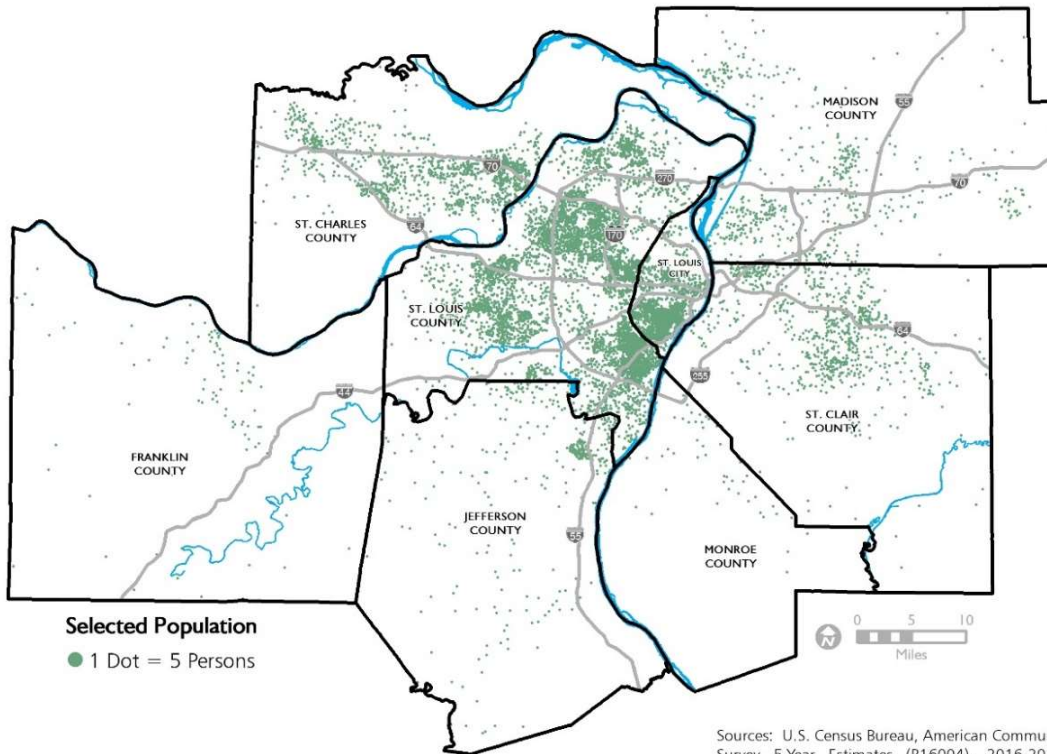 MADISON
COUNTY
55
70
70
270
ST. CHARLES
COUNTY
64
170
ST. LOUIS
CITY
ST. LOUIS
COUNTY
64
255
44
ST. CLAIR
COUNTY
FRANKLIN
COUNTY
JEFFERSON
COUNTY
55
MONROE
COUNTY
Selected Population
1 Dot = 5 Persons
N
0 5 10
Miles
Sources: U.S. Census Bureau, American Commu